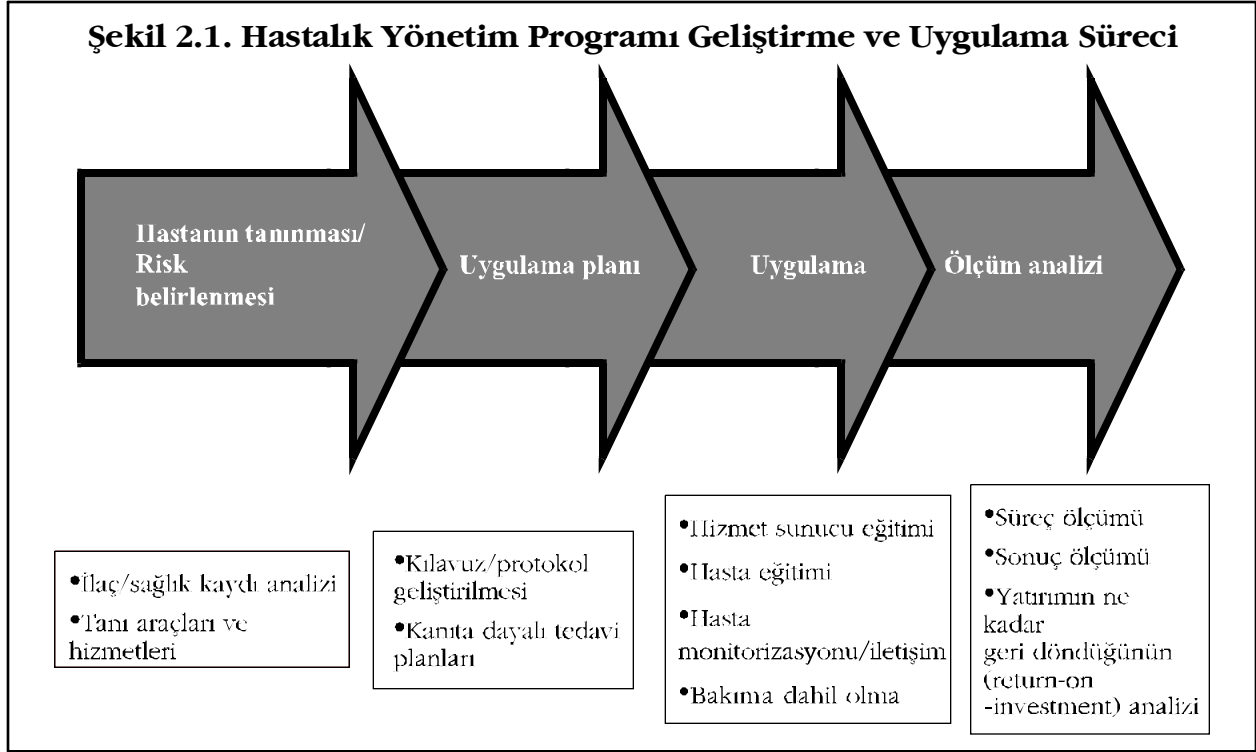 Şekil 2.1. Hastalık Yönetim Programı Geliştirme ve Uygulama Süreci
Hastanın tanınması/
Risk
belirlenmesi
Uygulama planı
Uygulama
Ölçüm analizi
•İlaç/sağlık kaydı analizi
•Tanı araçları ve
hizmetleri
•Kılavuz/protokol
geliştirilmesi
•Kanıta dayalı tedavi
planları
•Hizmet sunucu eğitimi
•Hasta eğitimi
•Hasta
monitorizasyonu/iletişim
•Bakıma dahil olma
•Süreç ölçümü
•Sonuç ölçümü
•Yatırımın ne
kadar
geri döndüğünün
(return-on
-investment) analizi